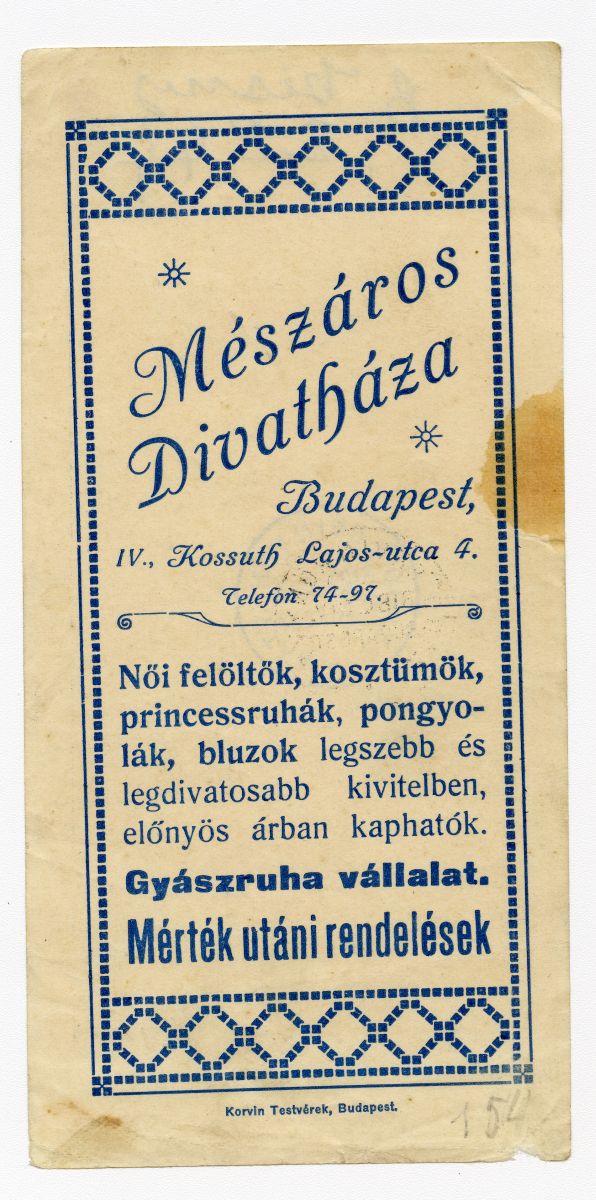 Mészáros
Divatháza
Budapest,
IV., Kossuth Lajos-utca 4.
Telefon 74-97.
Női felöltők, kosztümök,
princessruhák, pongyo-
lák, bluzok legszebb és
legdivatosabb kivitelben,
előnyös árban kaphatók.
Gyászruha vállalat.
Mérték utáni rendelések
Korvin Testvérek, Budapest.